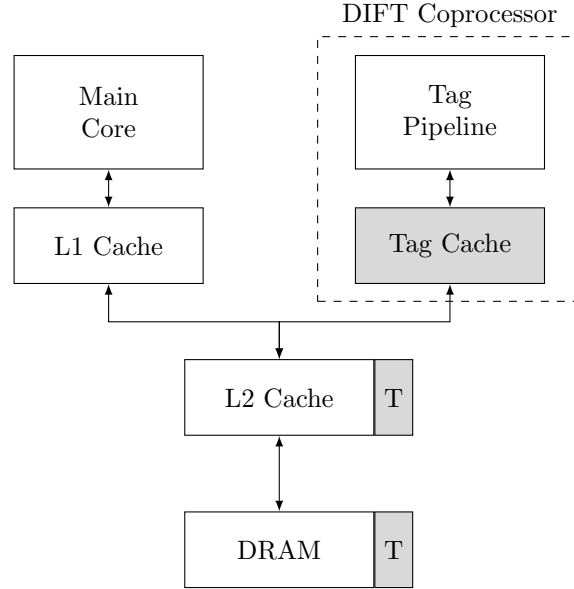 DIFT Coprocessor
Main
Core
Tag
Pipeline
L1 Cache
Tag Cache
L2 Cache
T
DRAM
T